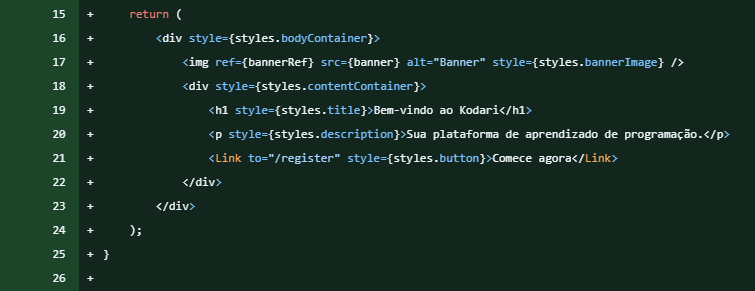 15 + return (
16 + <div style={styles.bodyContainer}>
17 + <img ref={bannerRef} src={banner} alt="Banner" style={styles.bannerImage} />
18 + <div style={styles.contentContainer}>
19 + <h1 style={styles.title}>Bem-vindo ao Kodari</h1>
20 + <p style={styles.description}>Sua plataforma de aprendizado de programação.</p>
21 + <Link to="/register" style={styles.button}>Comece agora</Link>
22 + </div>
23 + </div>
24 + );
25 + }
26 +